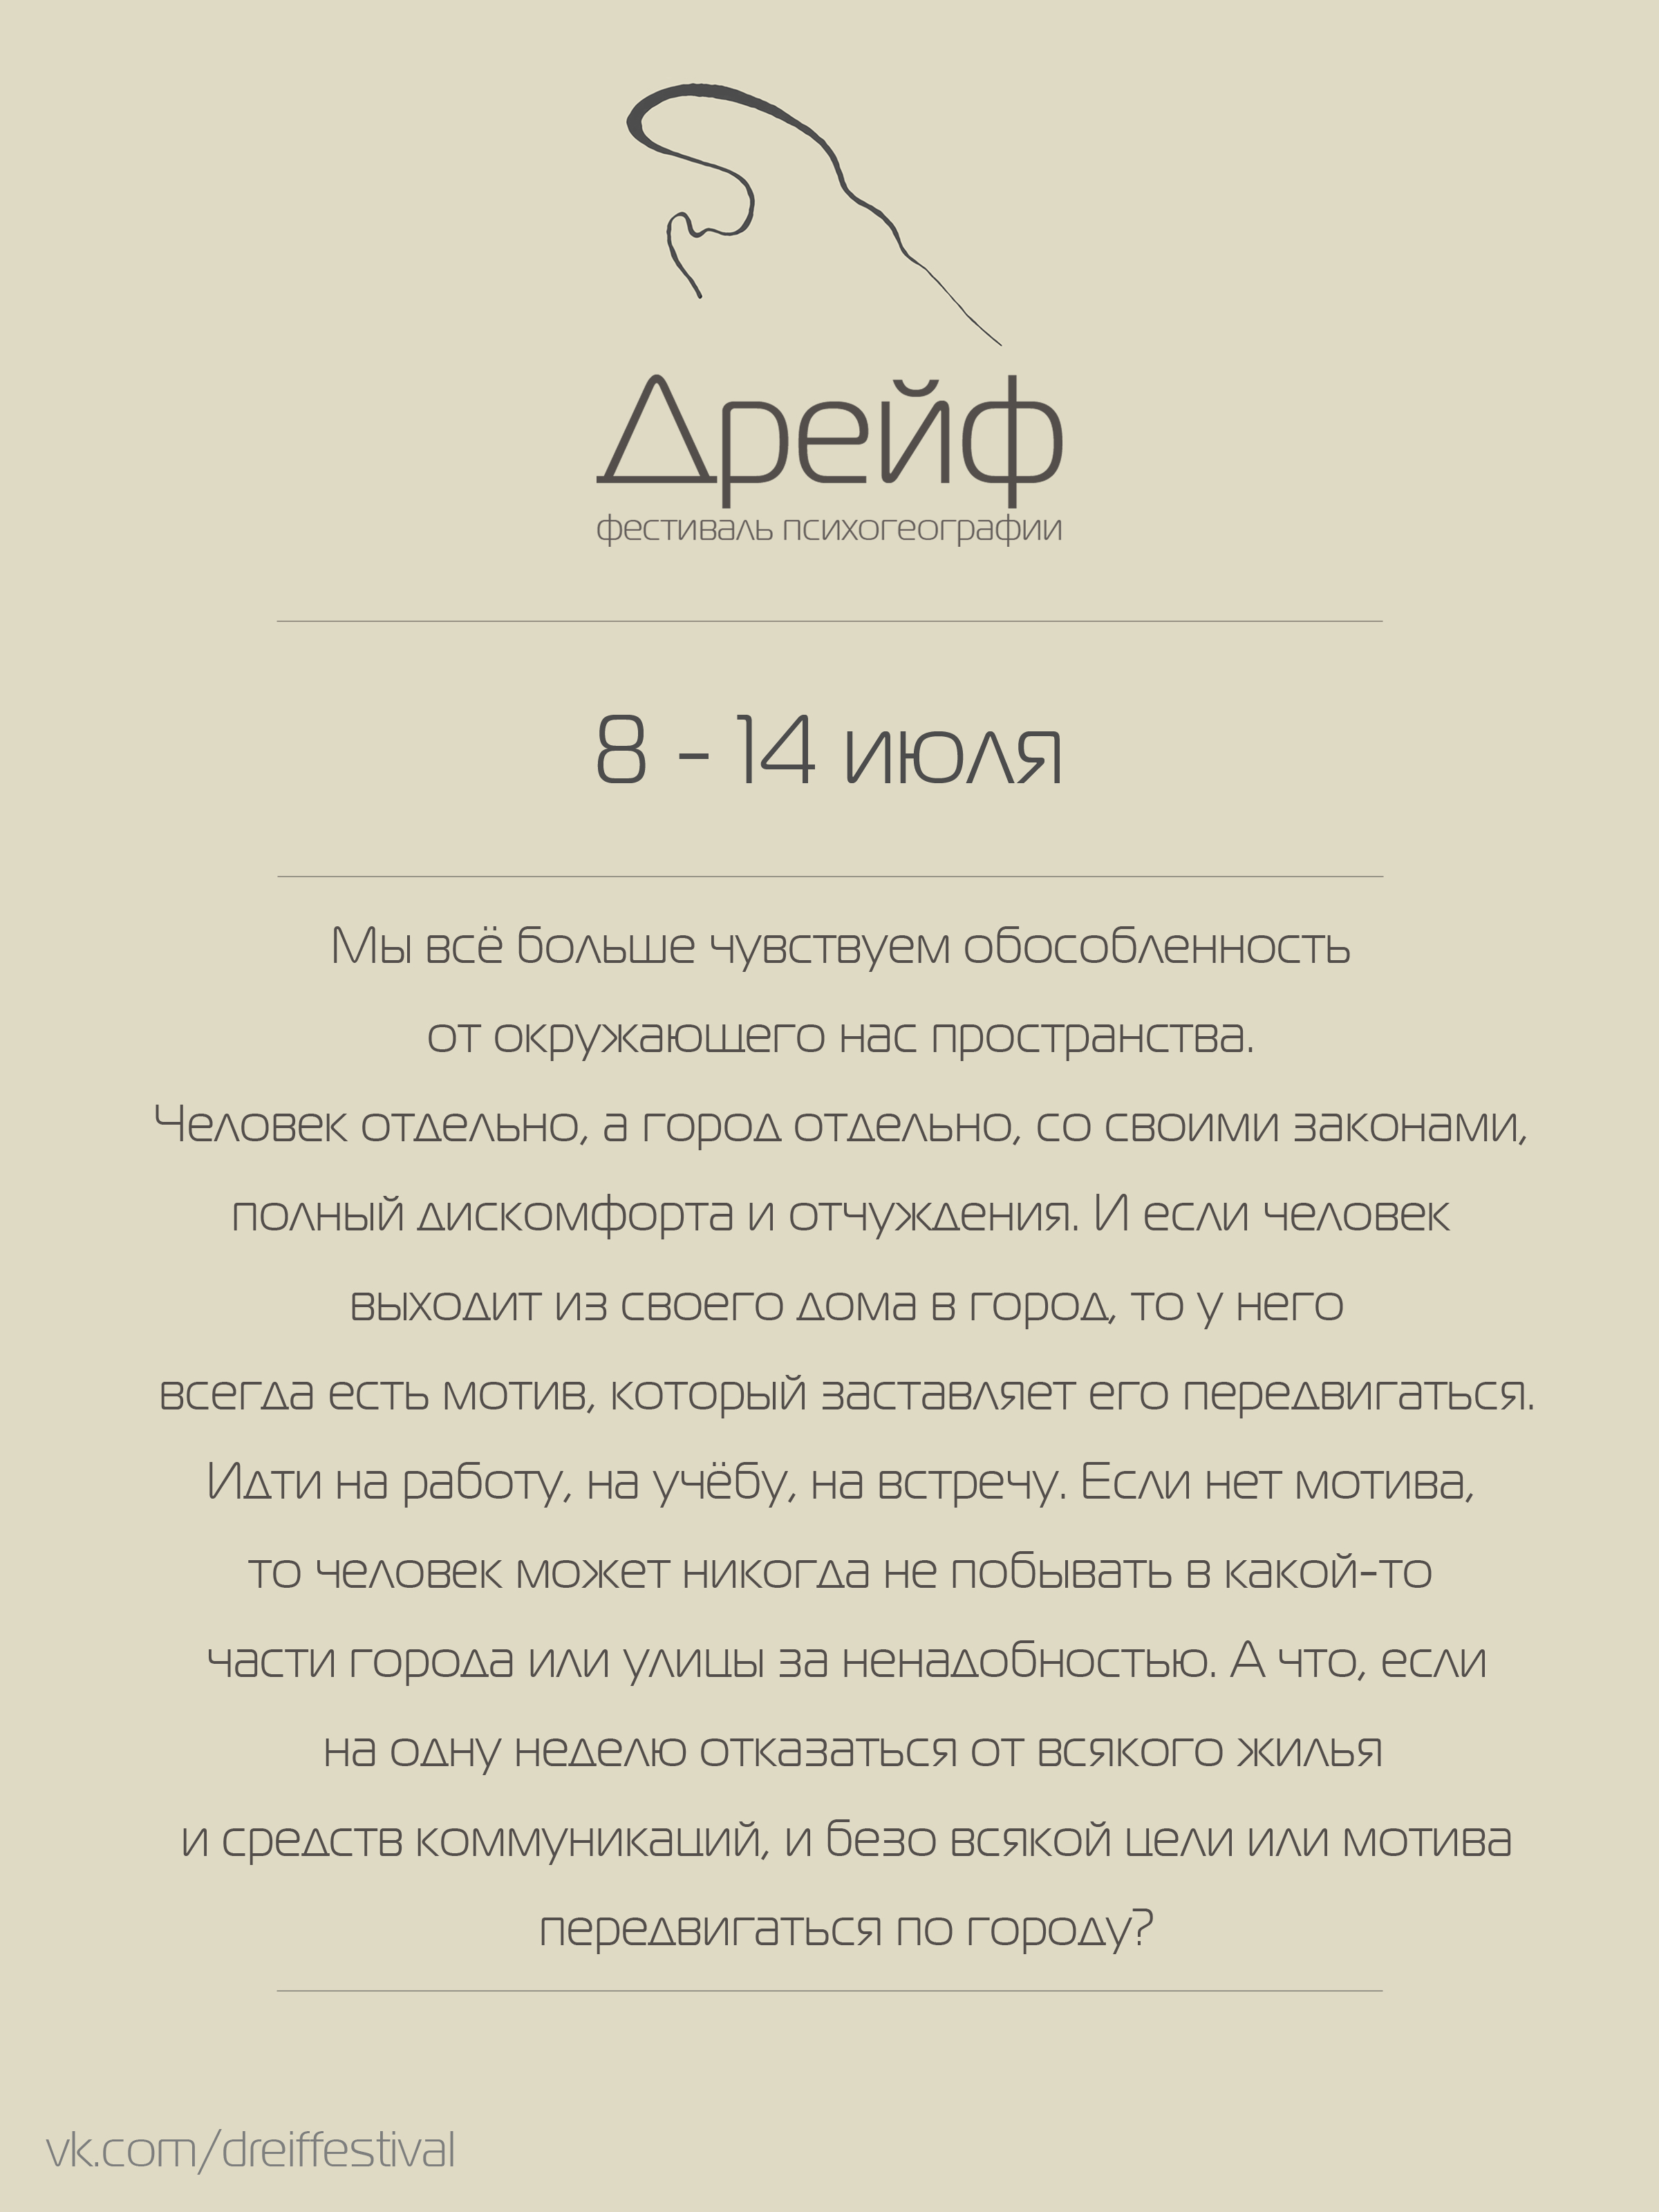 Дрейф
фестиваль психогеографии
8 - 14 июля
Мы всё больше чувствуем обособленность
от окружающего нас пространства.
Человек отдельно, а город отдельно, со своими законами,
полный дискомфорта и отчуждения. И если человек
выходит из своего дома в город, то у него
всегда есть мотив, который заставляет его передвигаться.
Идти на работу, на учёбу, на встречу. Если нет мотива,
то человек может никогда не побывать в какой-то
части города или улицы за ненадобностью. А что, если
на одну неделю отказаться от всякого жилья
и средств коммуникаций, и безо всякой цели или мотива
передвигаться по городу?
vk.com/dreiffestival